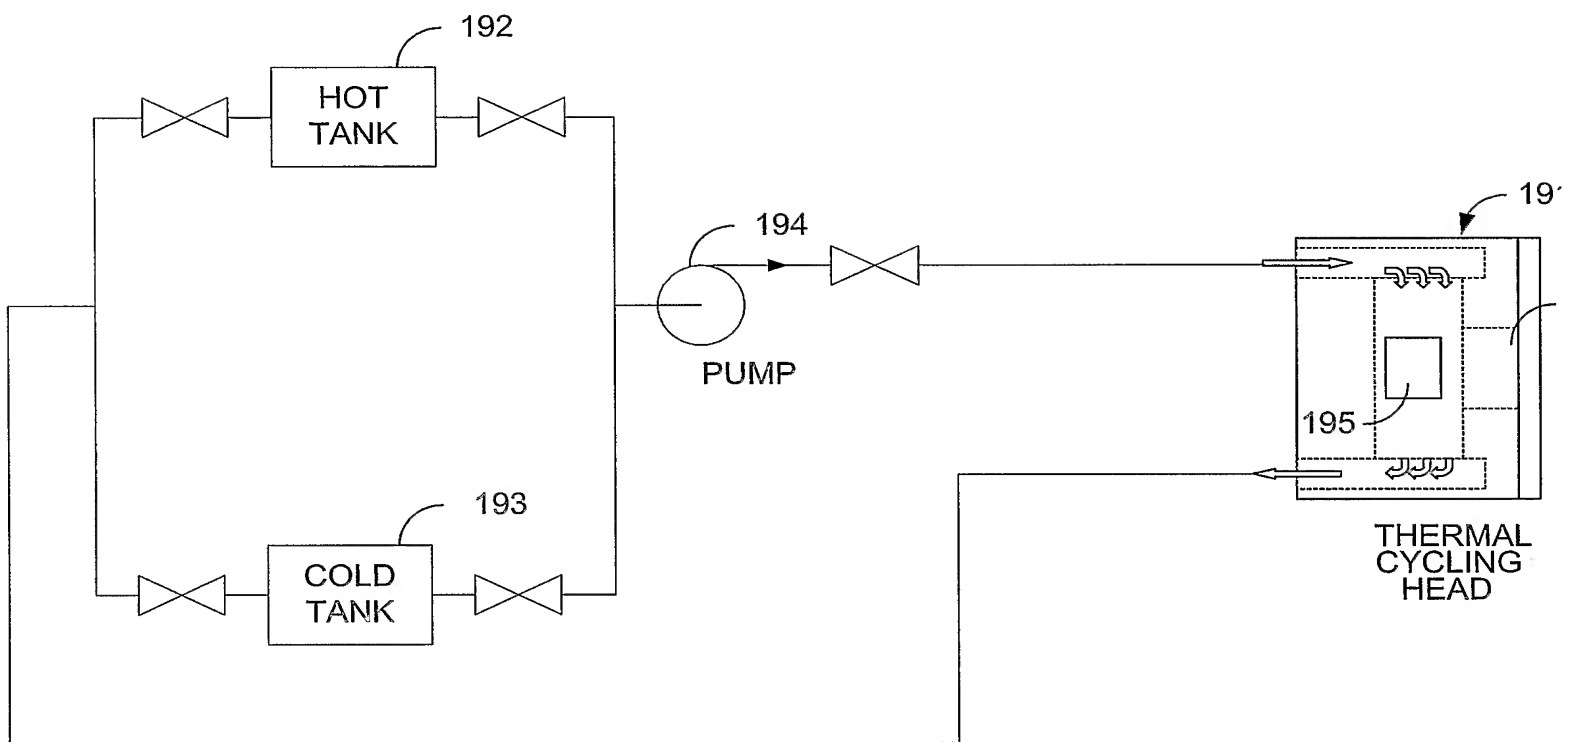 192
HOT
TANK
194
PUMP
195
193
COLD
TANK
THERMAL
CYCLING
HEAD